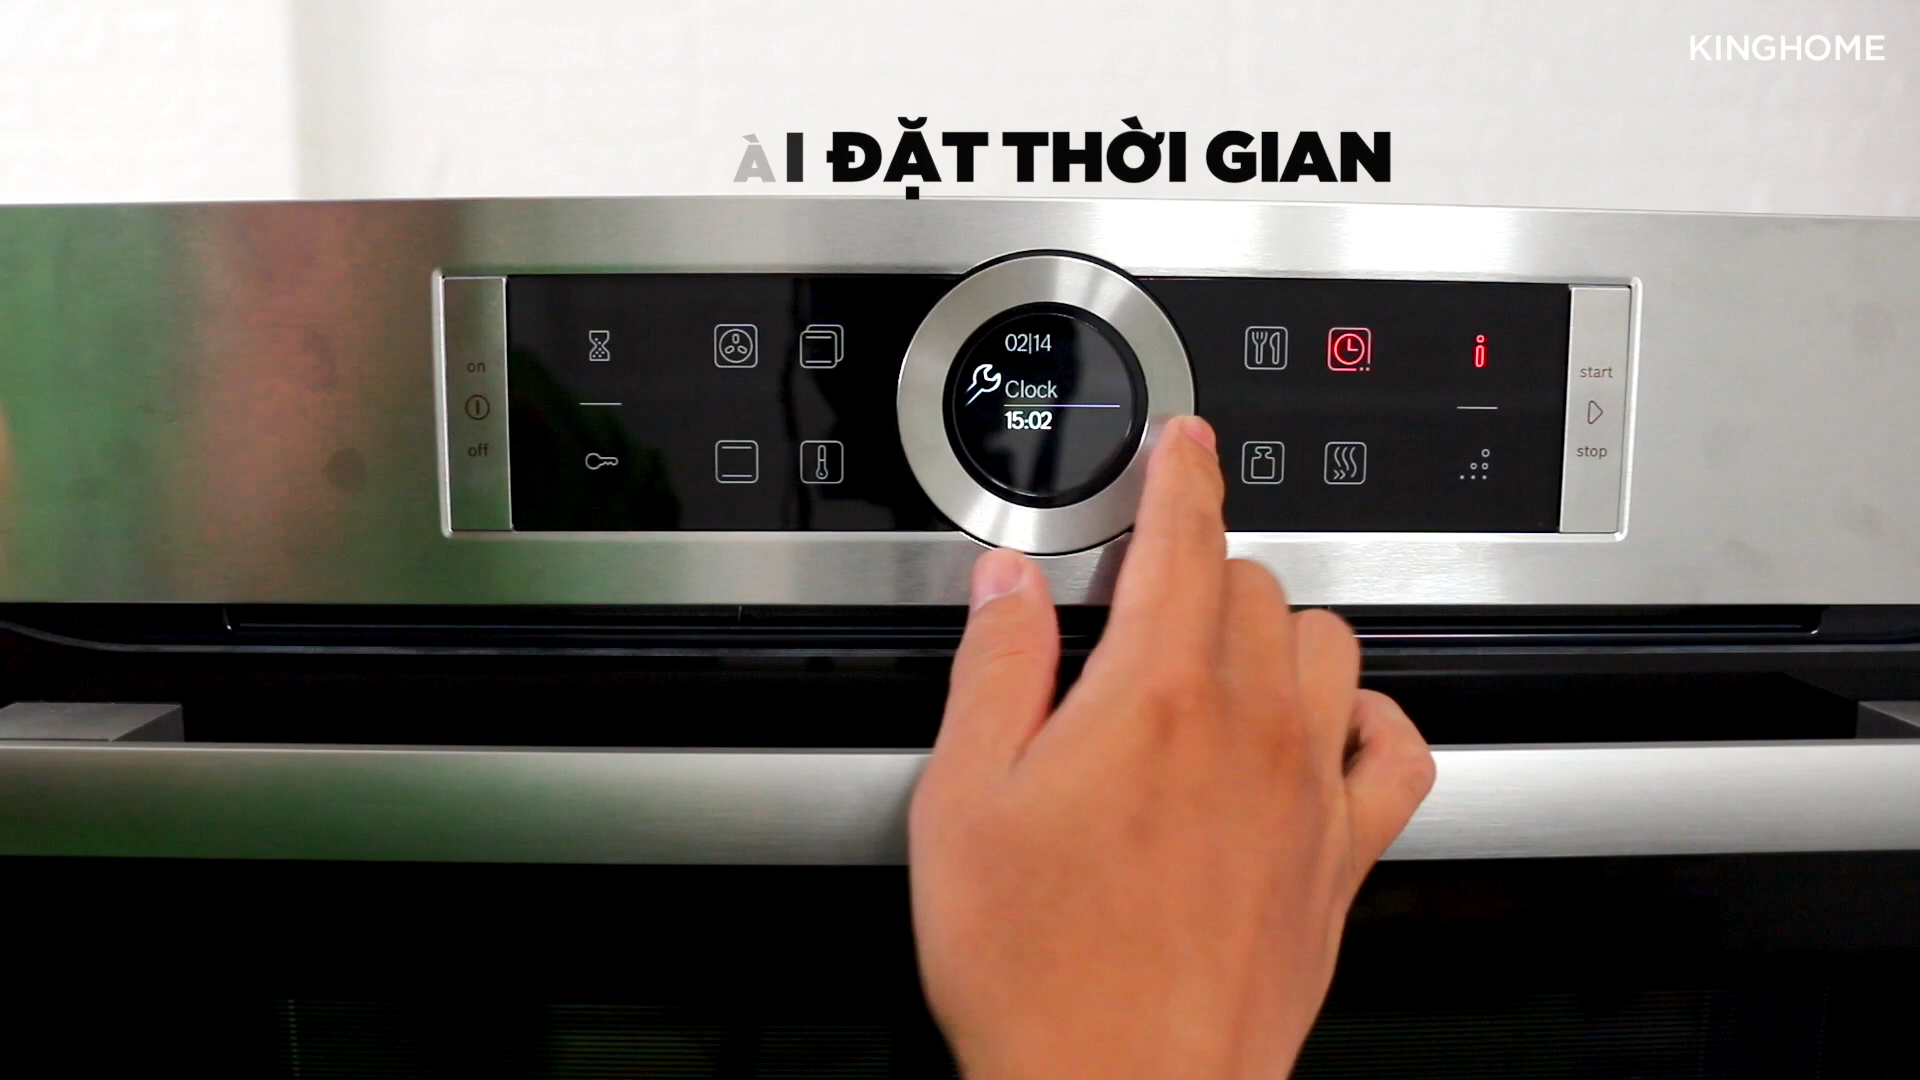 KINGHOME
ÀI ĐẶT THỜI GIAN
on
off
02|14
Clock
15:02
start
stop